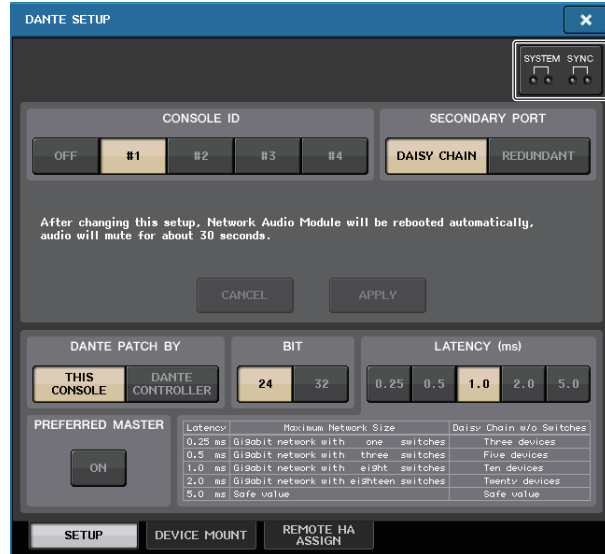 DANTE SETUP
SYSTEM SYNC
CONSOLE ID
SECONDARY PORT
OFF #1 #2 #3 #4 DAISY CHAIN REDUNDANT
After changing this setup, Network Audio Module will be rebooted automatically,
audio will mute for about 30 seconds.
CANCEL APPLY
DANTE PATCH BY
THIS CONSOLE DANTE CONTROLLER
BIT
24 32
LATENCY (ms)
0.25 0.5 1.0 2.0 5.0
PREFERRED MASTER
ON
Latency Maximum Network Size Daisy Chain w/o Switches
0.25 ms Gigabit network with one switches Three devices
0.5 ms Gigabit network with three switches Five devices
1.0 ms Gigabit network with eight switches Ten devices
2.0 ms Gigabit network with eighteen switches Twenty devices
5.0 ms Safe value Safe value
SETUP DEVICE MOUNT REMOTE HA ASSIGN